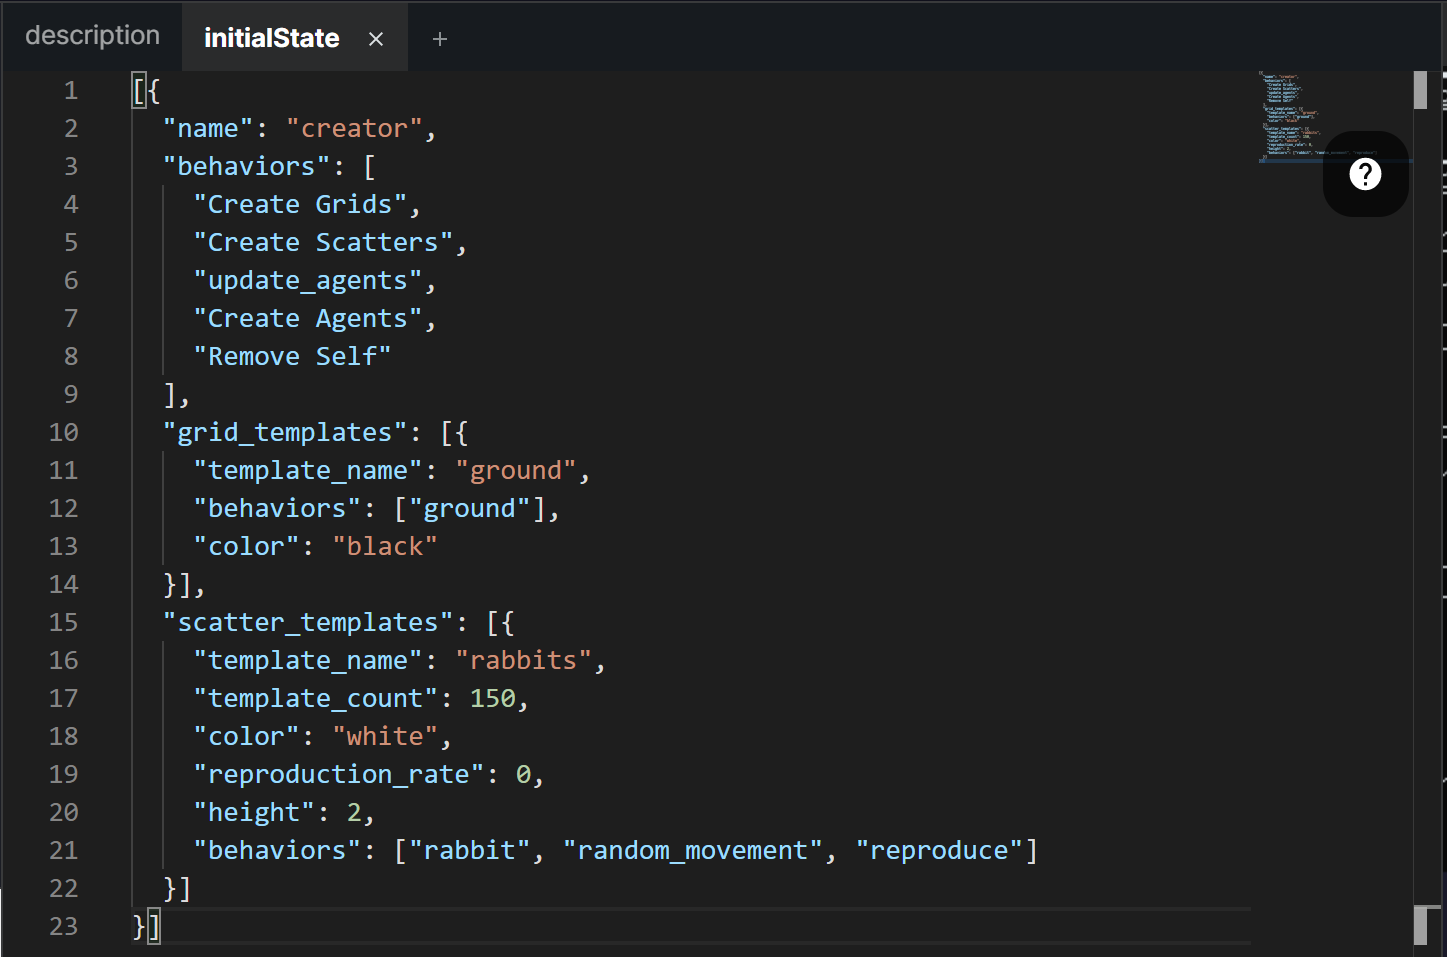 description initialState × +
1 [{
2 "name": "creator",
3 "behaviors": [
4 "Create Grids",
5 "Create Scatters",
6 "update_agents",
7 "Create Agents",
8 "Remove Self"
9 ],
10 "grid_templates": [{
11 "template_name": "ground",
12 "behaviors": ["ground"],
13 "color": "black"
14 }],
15 "scatter_templates": [{
16 "template_name": "rabbits",
17 "template_count": 150,
18 "color": "white",
19 "reproduction_rate": 0,
20 "height": 2,
21 "behaviors": ["rabbit", "random_movement", "reproduce"]
22 }]
23 }]
?